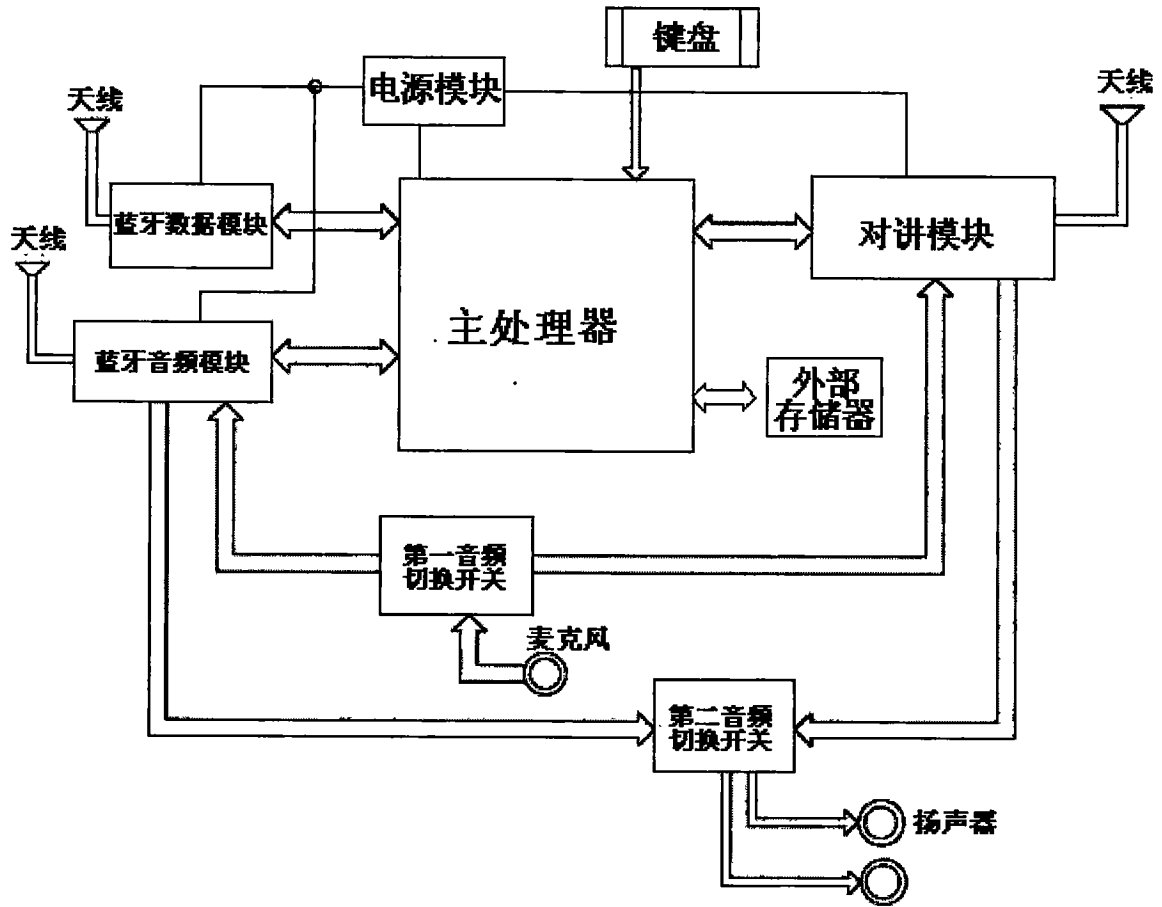 键盘
电源模块
天线
天线
蓝牙数据模块
对讲模块
天线
主处理器
蓝牙音频模块
外部
存储器
第一音频
切换开关
麦克风
第二音频
切换开关
扬声器